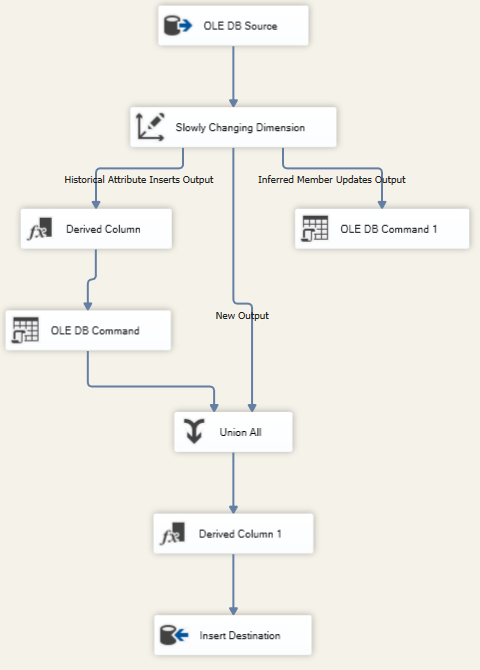 OLE DB Source
Slowly Changing Dimension
Historical Attribute Inserts Output
Inferred Member Updates Output
Derived Column
OLE DB Command 1
New Output
OLE DB Command
Union All
Derived Column 1
Insert Destination